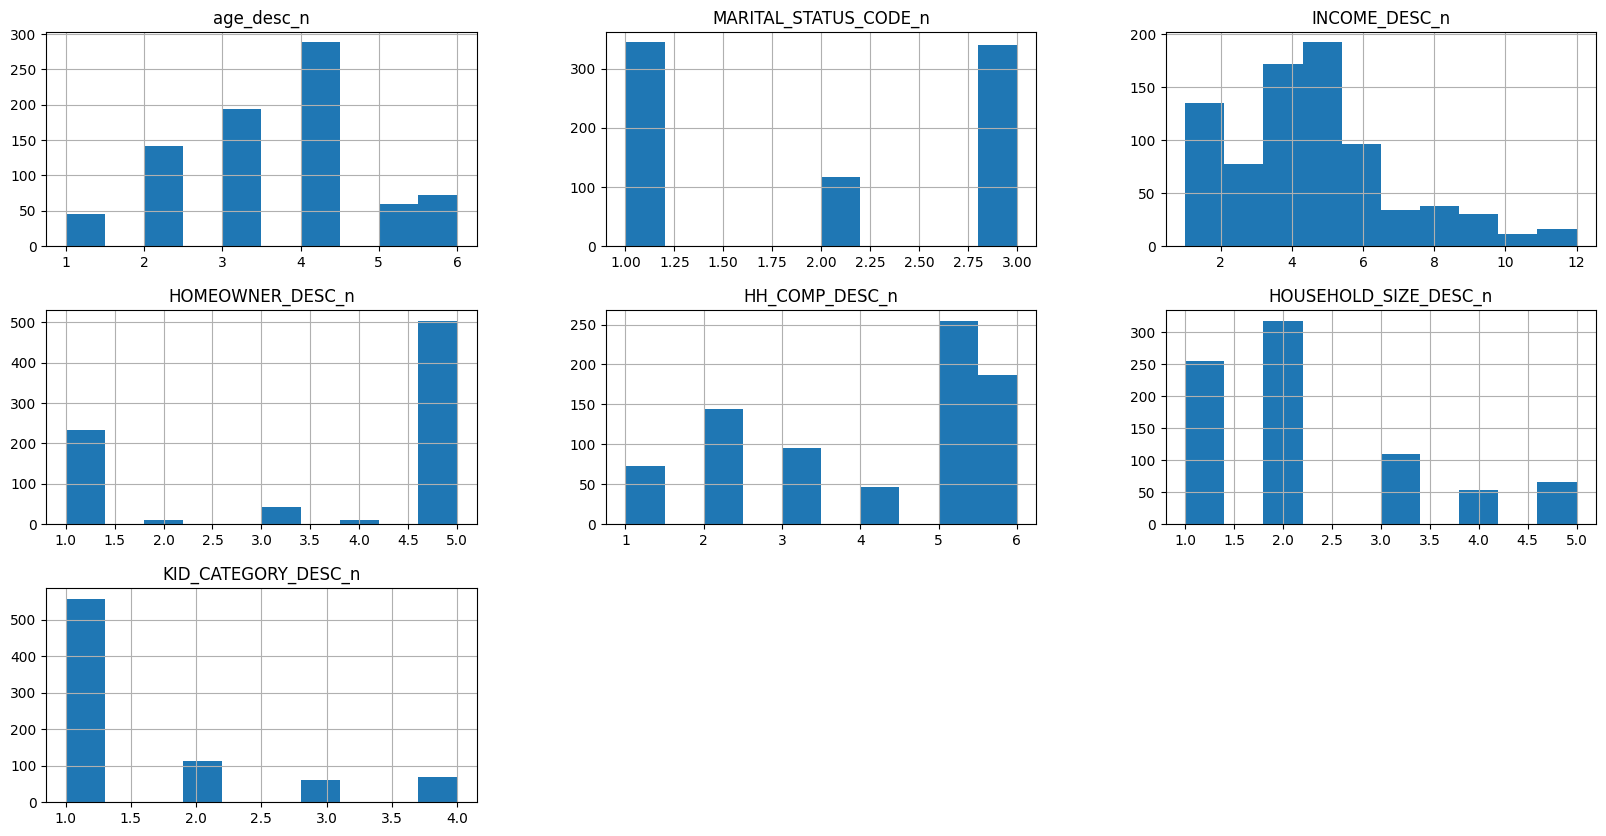 age_desc_n
300
250
200
150
100
50
0
1 2 3 4 5 6
MARITAL_STATUS_CODE_n
300
200
100
0
1.00 1.25 1.50 1.75 2.00 2.25 2.50 2.75 3.00
INCOME_DESC_n
200
150
100
50
0
2 4 6 8 10 12
HOMEOWNER_DESC_n
500
400
300
200
100
0
1.0 1.5 2.0 2.5 3.0 3.5 4.0 4.5 5.0
HH_COMP_DESC_n
250
200
150
100
50
0
1 2 3 4 5 6
HOUSEHOLD_SIZE_DESC_n
300
250
200
150
100
50
0
1.0 1.5 2.0 2.5 3.0 3.5 4.0 4.5 5.0
KID_CATEGORY_DESC_n
500
400
300
200
100
0
1.0 1.5 2.0 2.5 3.0 3.5 4.0